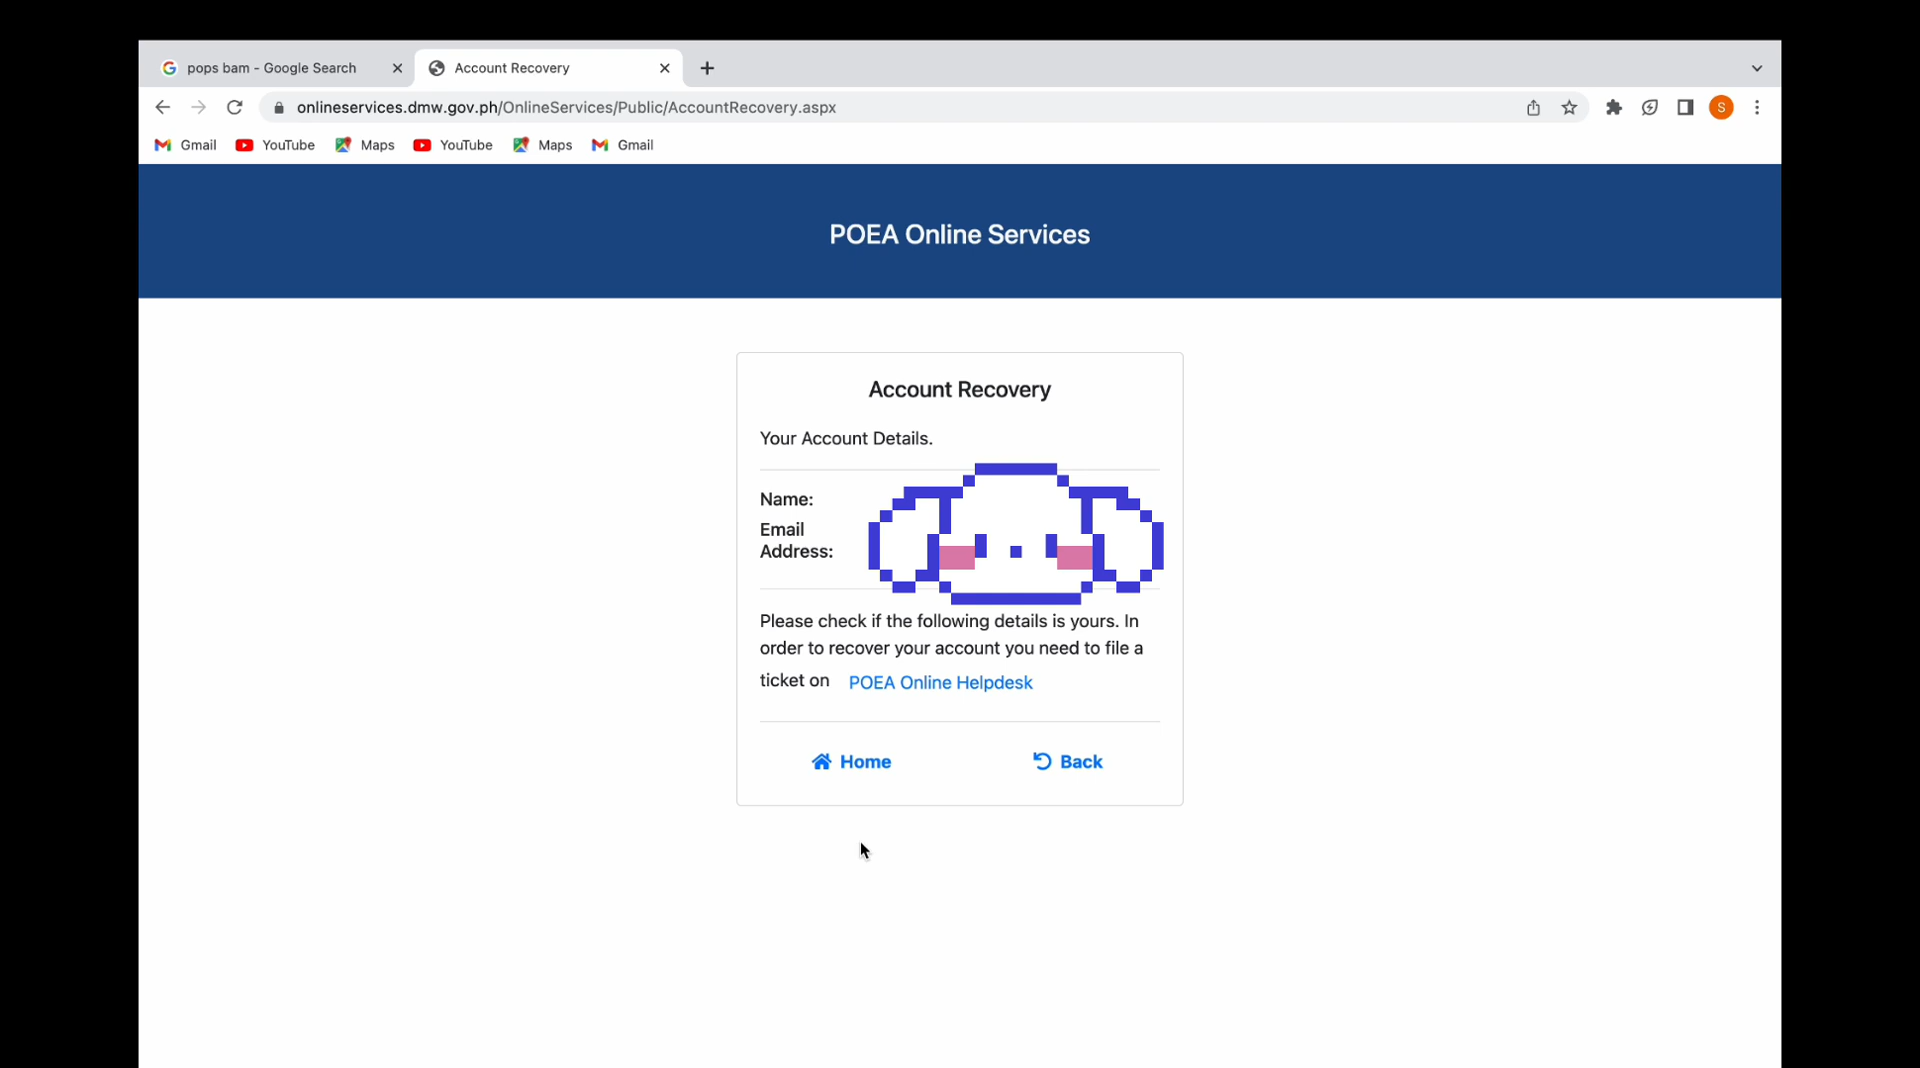 pops bam - Google Search
Account Recovery
onlineservices.dmw.gov.ph/OnlineServices/Public/AccountRecovery.aspx
S
Gmail
YouTube
Maps
YouTube
Maps
Gmail
POEA Online Services
Account Recovery
Your Account Details.
Name:
Email
Address:
Please check if the following details is yours. In
order to recover your account you need to file a
ticket on POEA Online Helpdesk
Home
Back